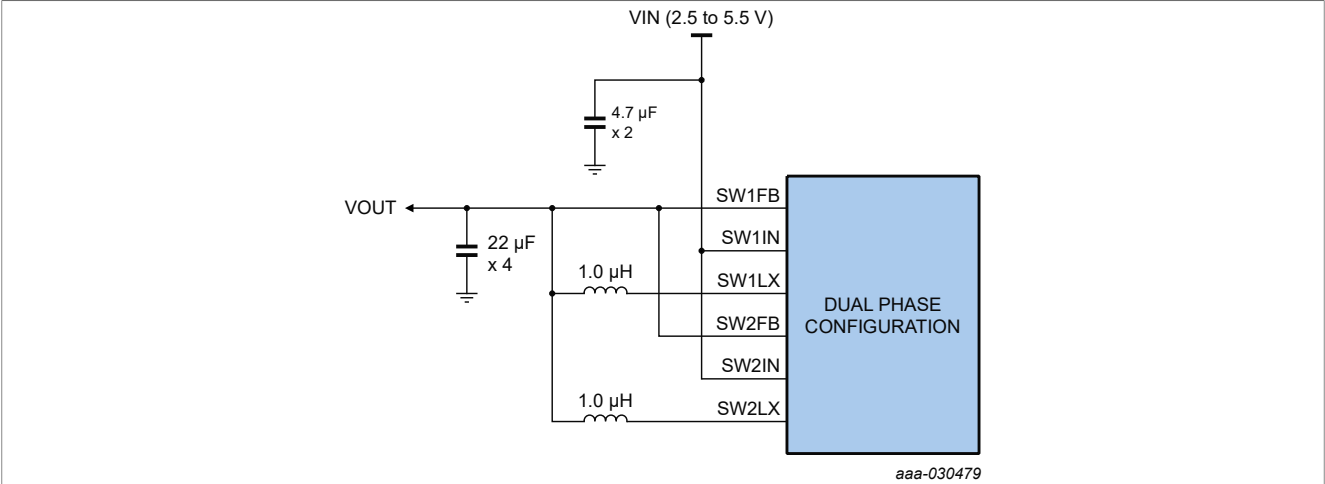 VIN (2.5 to 5.5 V)
4.7 µF
x 2
VOUT
22 µF
x 4
1.0 µH
1.0 µH
SW1FB
SW1IN
SW1LX
SW2FB
SW2IN
SW2LX
DUAL PHASE
CONFIGURATION
aaa-030479